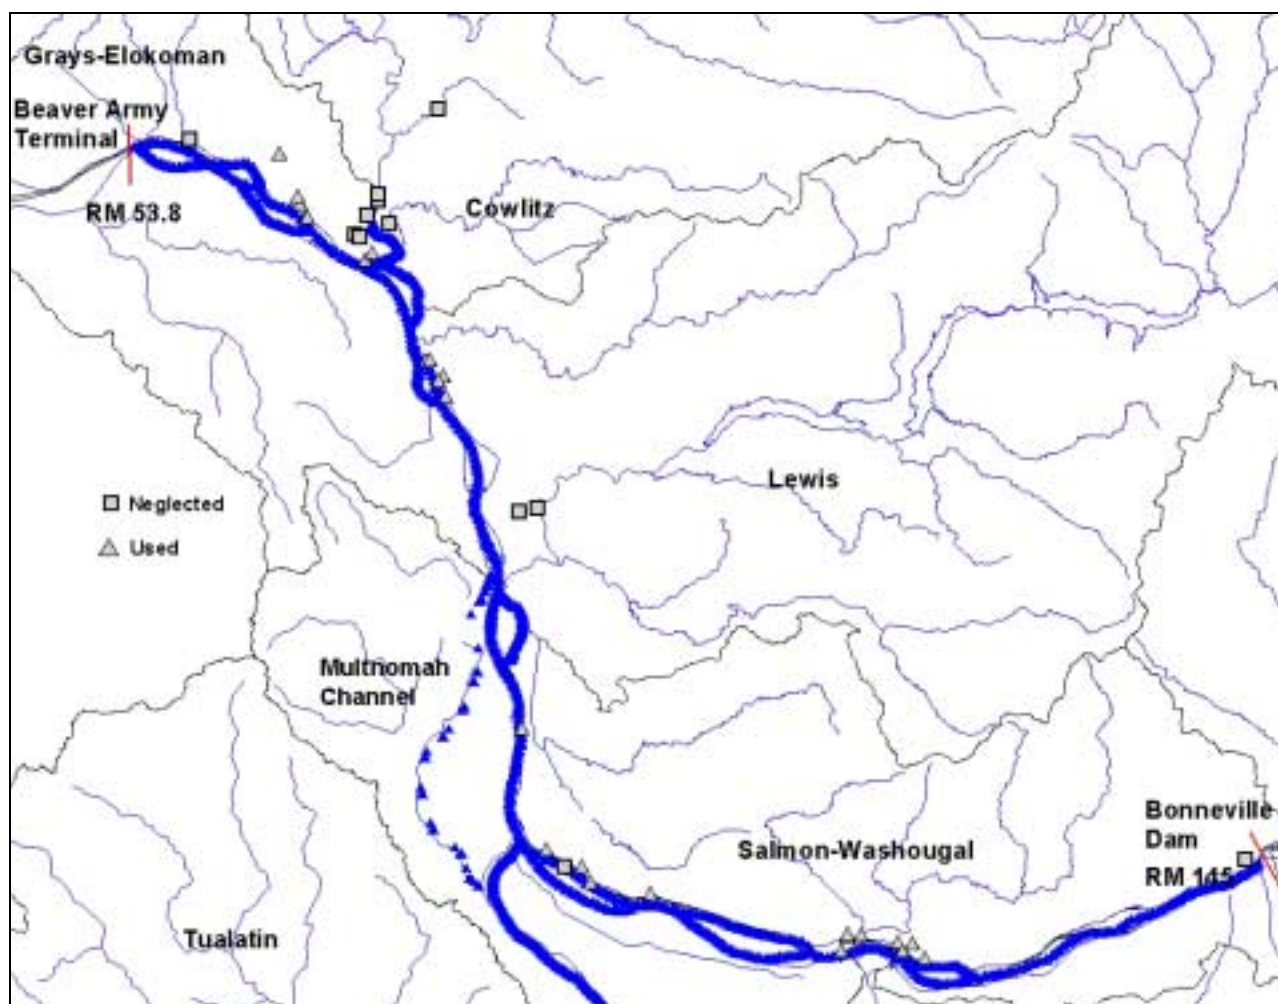 Grays-Elokoman
Beaver Army
Terminal
RM 53.8
Cowlitz
Neglected
Used
Lewis
Multnomah
Channel
Bonneville
Dam
RM 145
Salmon-Washougal
Tualatin